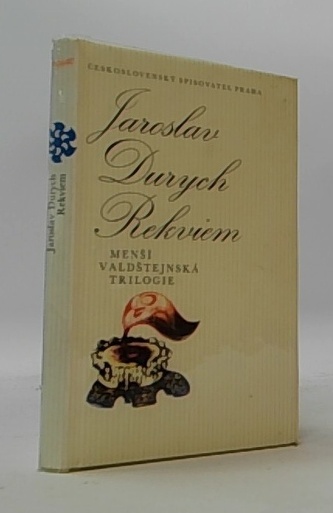 ČESKOSLOVENSKÝ SPISOVATEL PRAHA
Jaroslav
Durych
Rekviem
MENŠÍ
VALDŠTEJNSKÁ
TRILOGIE
Jaroslav Durych
Rekviem